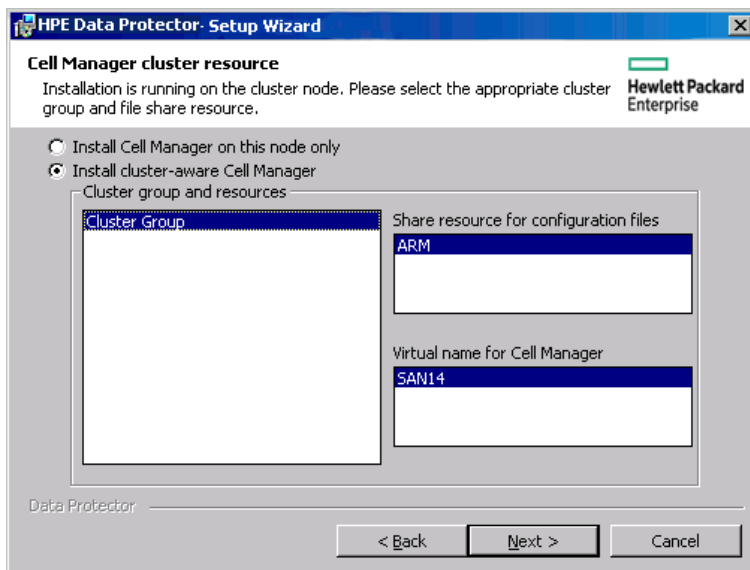 HPE Data Protector- Setup Wizard
Cell Manager cluster resource
Installation is running on the cluster node. Please select the appropriate cluster
group and file share resource.
Hewlett Packard
Enterprise
Install Cell Manager on this node only
Install cluster-aware Cell Manager
Cluster group and resources
Cluster Group
Share resource for configuration files
ARM
Virtual name for Cell Manager
SAN14
Data Protector
< Back
Next >
Cancel